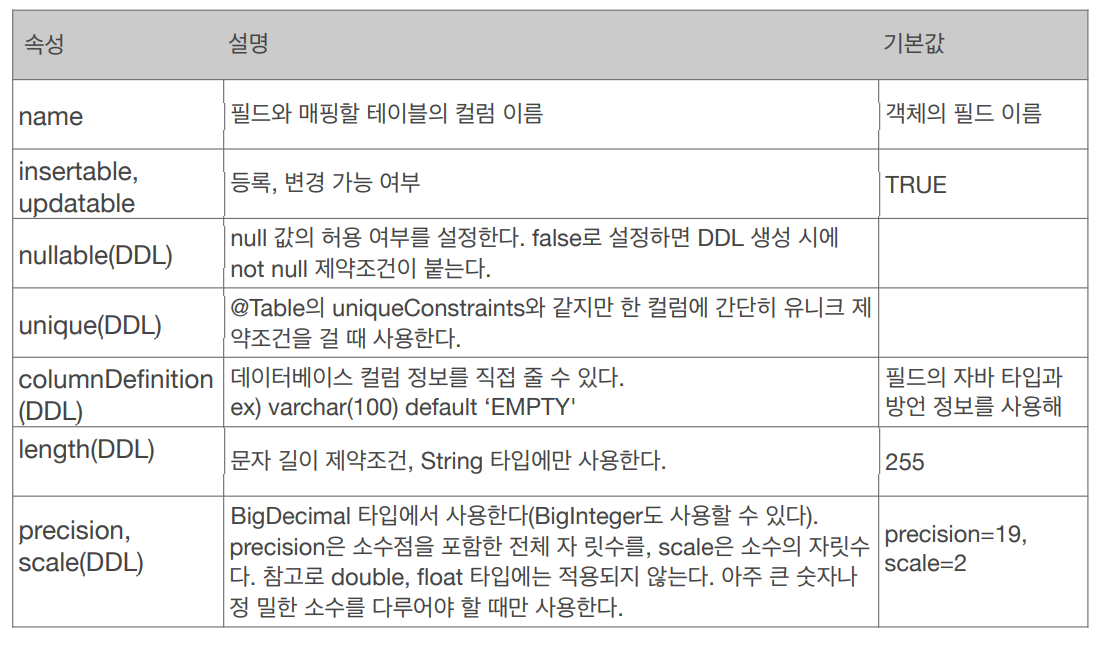 속성 설명 기본값
name 필드와 매핑할 테이블의 컬럼 이름 객체의 필드 이름
insertable,
updatable 등록, 변경 가능 여부 TRUE
nullable(DDL) null 값의 허용 여부를 설정한다. false로 설정하면 DDL 생성 시에
not null 제약조건이 붙는다.
unique(DDL) @Table의 uniqueConstraints와 같지만 한 컬럼에 간단히 유니크 제
약조건을 걸 때 사용한다.
columnDefinition 데이터베이스 컬럼 정보를 직접 줄 수 있다. 필드의 자바 타입과
(DDL) ex) varchar(100) default ‘EMPTY' 방언 정보를 사용해
length(DDL) 문자 길이 제약조건, String 타입에만 사용한다. 255
precision,
scale(DDL) BigDecimal 타입에서 사용한다(BigInteger도 사용할 수 있다).
precision은 소수점을 포함한 전체 자 릿수를, scale은 소수의 자릿수
다. 참고로 double, float 타입에는 적용되지 않는다. 아주 큰 숫자나
정 밀한 소수를 다루어야 할 때만 사용한다.
precision=19,
scale=2